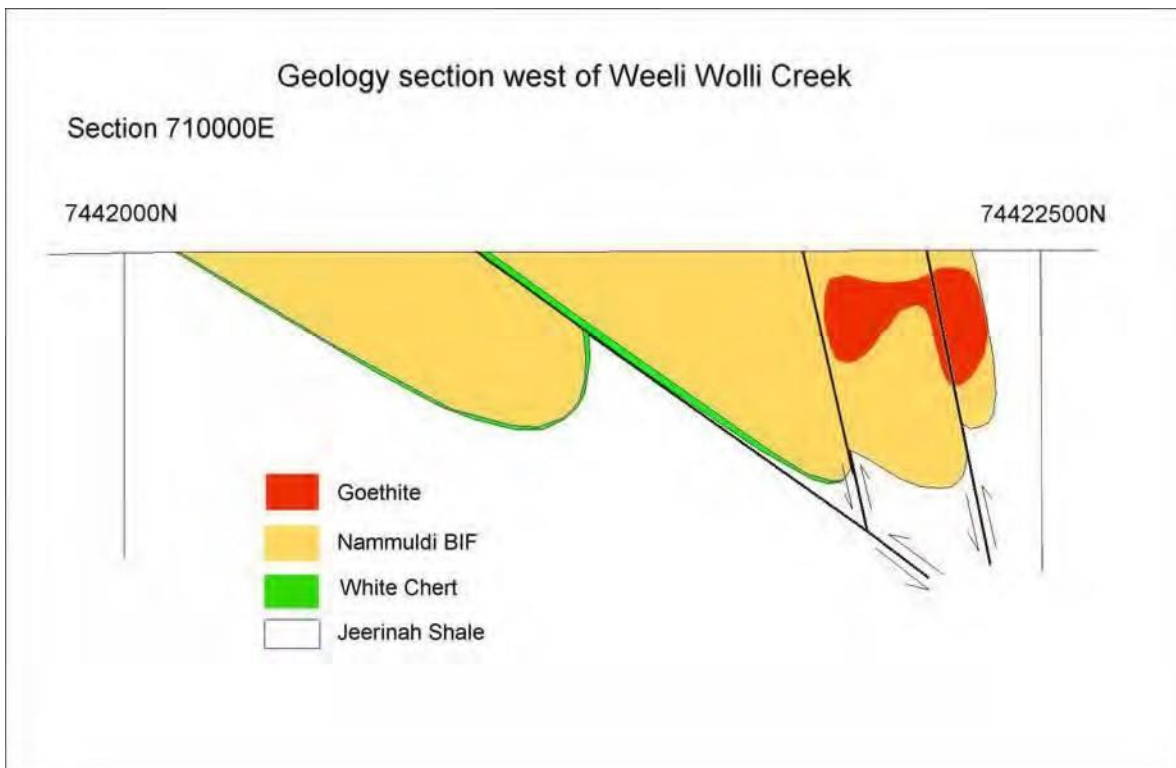 Geology section west of Weeli Wolli Creek
Section 710000E
7442000N
74422500N
Goethite
Nammuldi BIF
White Chert
Jeerinah Shale